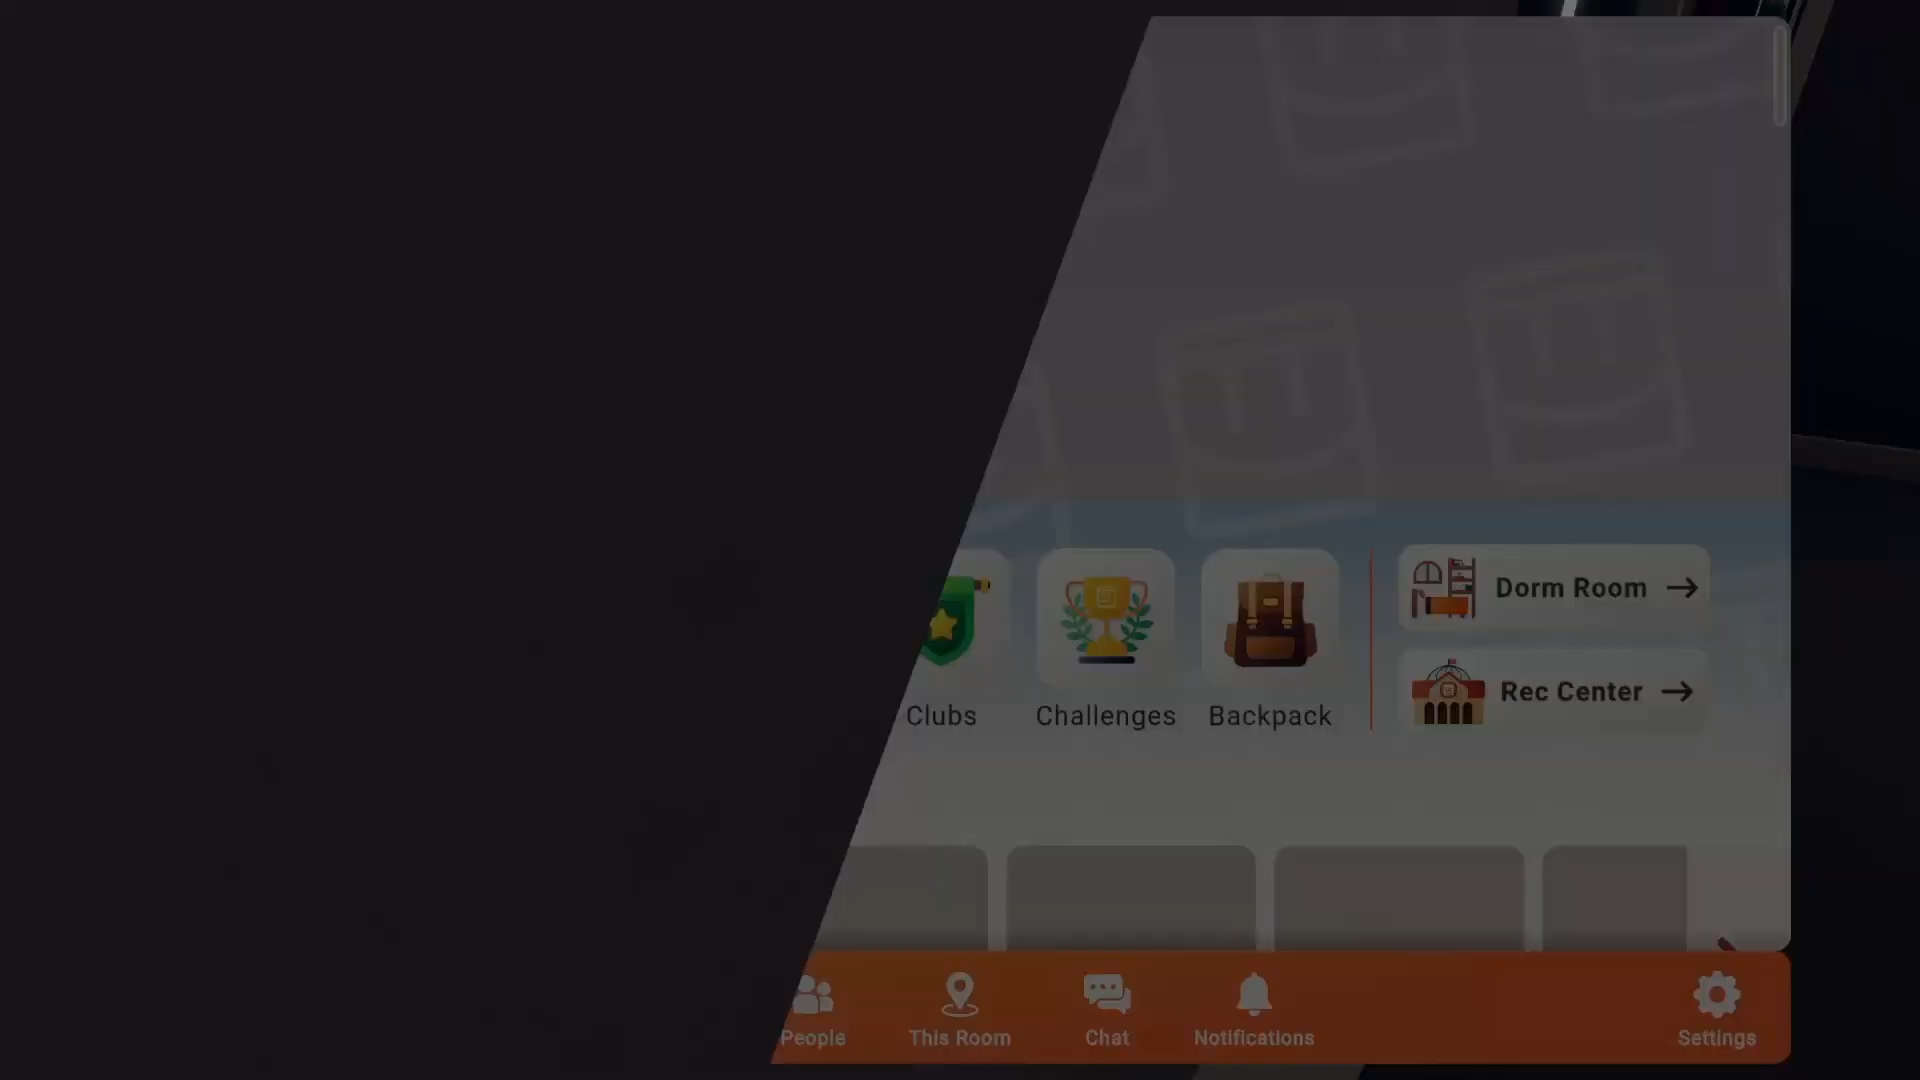 Dorm Room
Rec Center
Clubs
Challenges
Backpack
People
This Room
Chat
Notifications
Settings